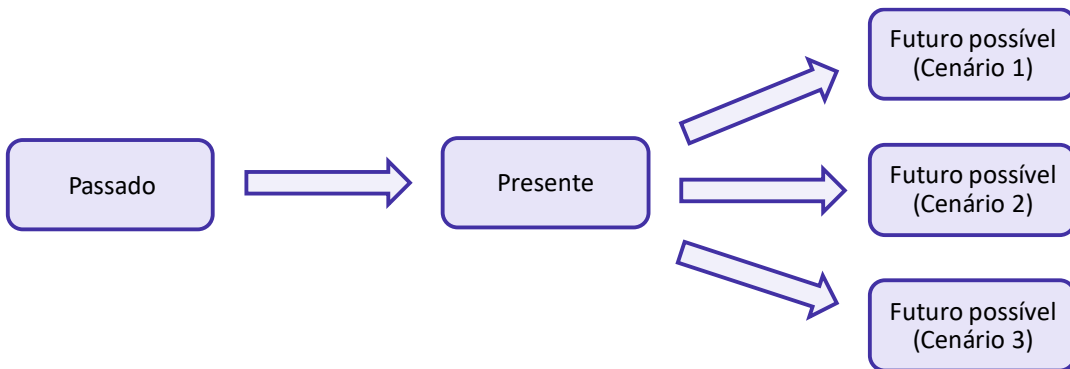 Passado
Presente
Futuro possível
(Cenário 1)
Futuro possível
(Cenário 2)
Futuro possível
(Cenário 3)